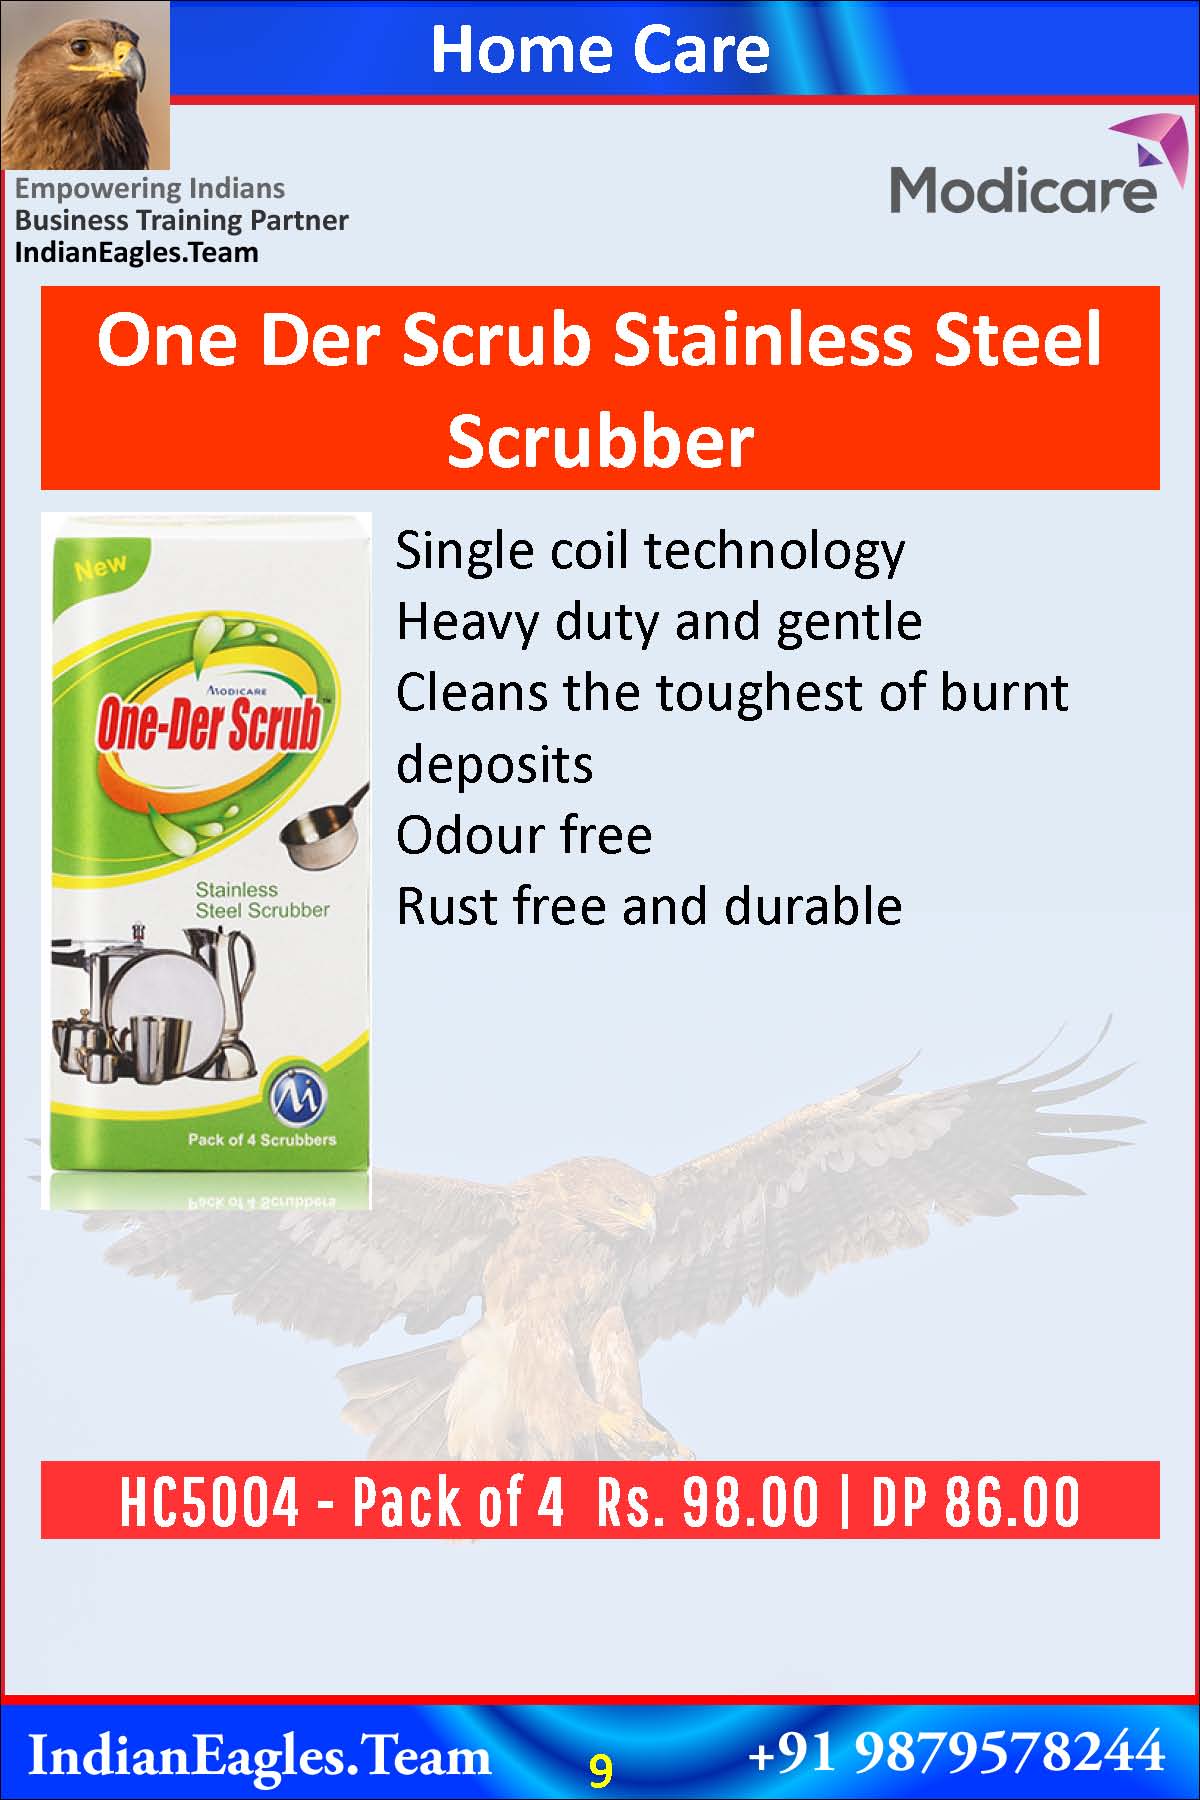 Home Care
Empowering Indians
Business Training Partner
IndianEagles.Team
Modicare
One Der Scrub Stainless Steel
Scrubber
New
MODICARE
One-Der Scrub™
Stainless
Steel Scrubber
Pack of 4 Scrubbers
Single coil technology
Heavy duty and gentle
Cleans the toughest of burnt
deposits
Odour free
Rust free and durable
HC5004 - Pack of 4 Rs. 98.00 | DP 86.00
IndianEagles.Team
9
+91 9879578244